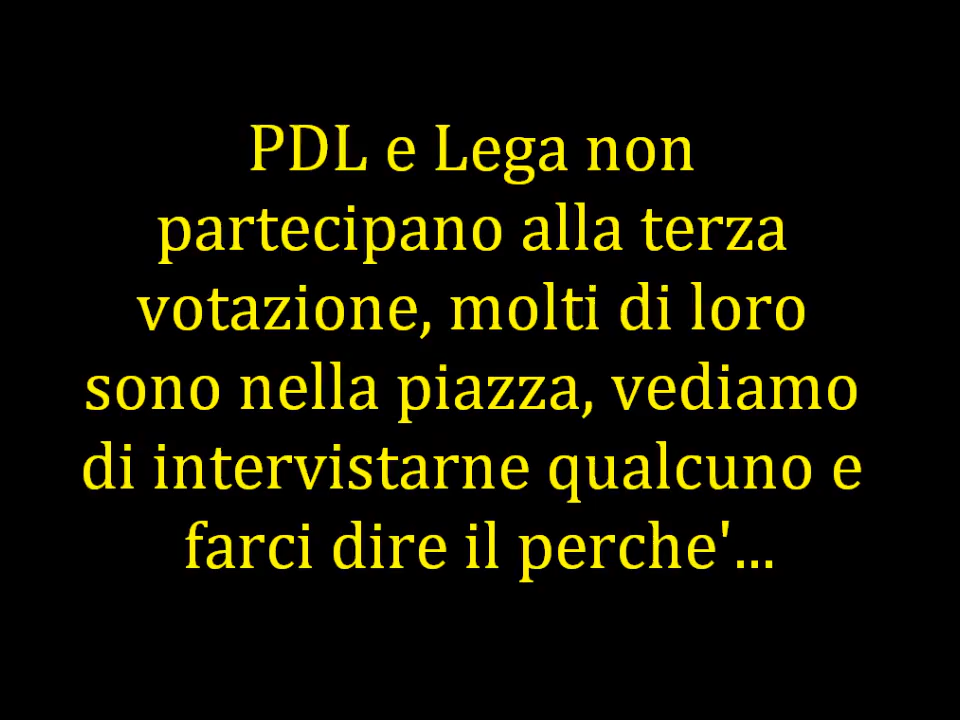 PDL e Lega non
partecipano alla terza
votazione, molti di loro
sono nella piazza, vediamo
di intervistarne qualcuno e
farci dire il perche'...